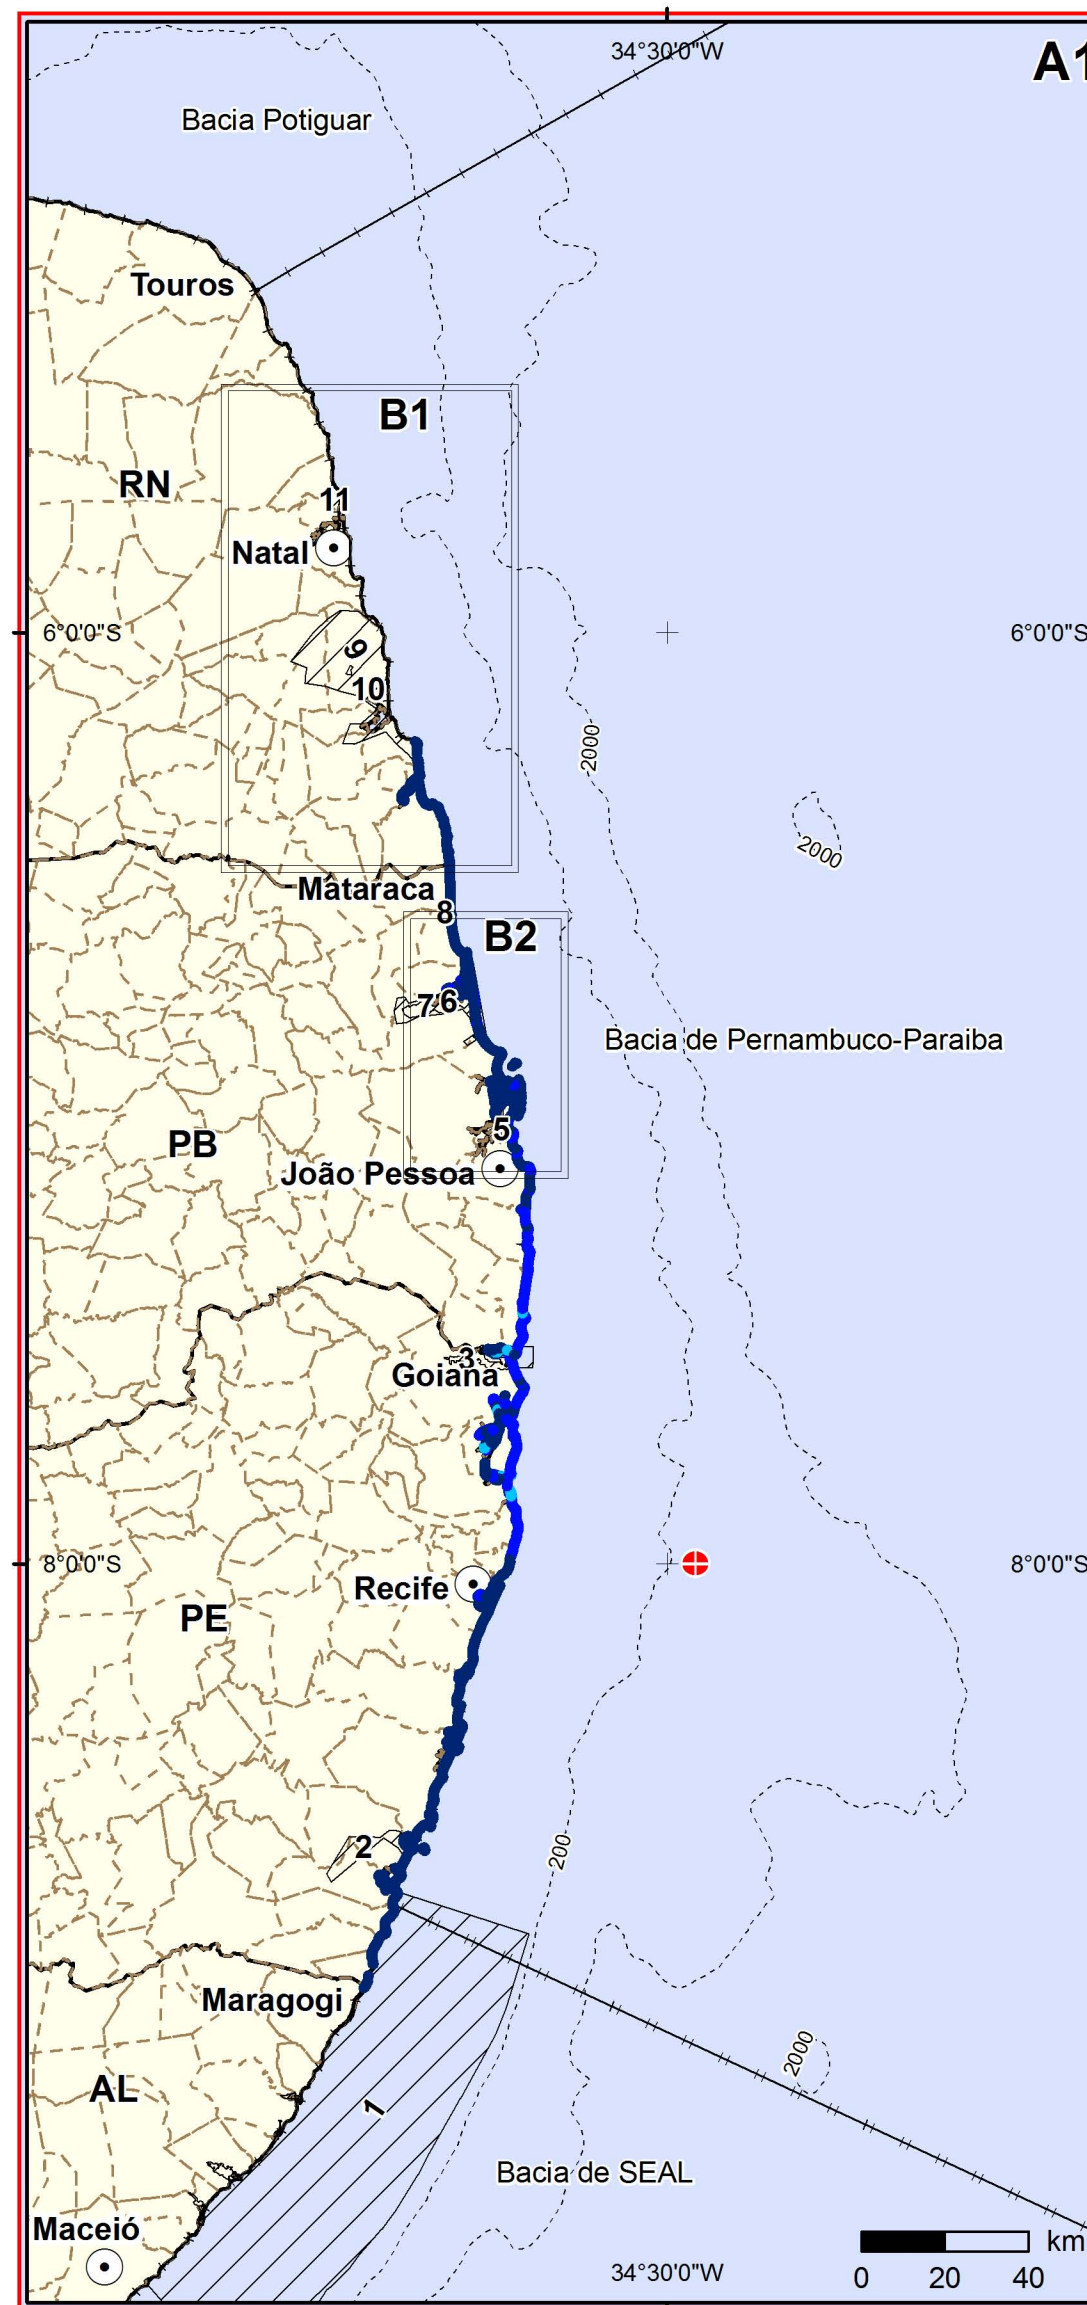 34°30'0"W
A1
Bacia Potiguar
Touros
B1
RN
11
Natal
6°0'0"S
6°0'0"S
9
10
2000
2000
Mataraca
8
B2
7
6
Bacia de Pernambuco-Paraiba
5
PB
João Pessoa
3
Goiana
8°0'0"S
8°0'0"S
Recife
PE
2
200
Maragogi
2000
AL
1
Bacia de SEAL
Maceió
34°30'0"W
km
0 20 40